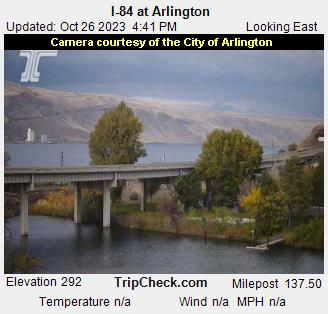 I-84 at Arlington
Updated: Oct 26 2023 4:41 PM Looking East
Camera courtesy of the City of Arlington
Elevation 292 TripCheck.com Milepost 137.50
Temperature n/a Wind n/a MPH n/a